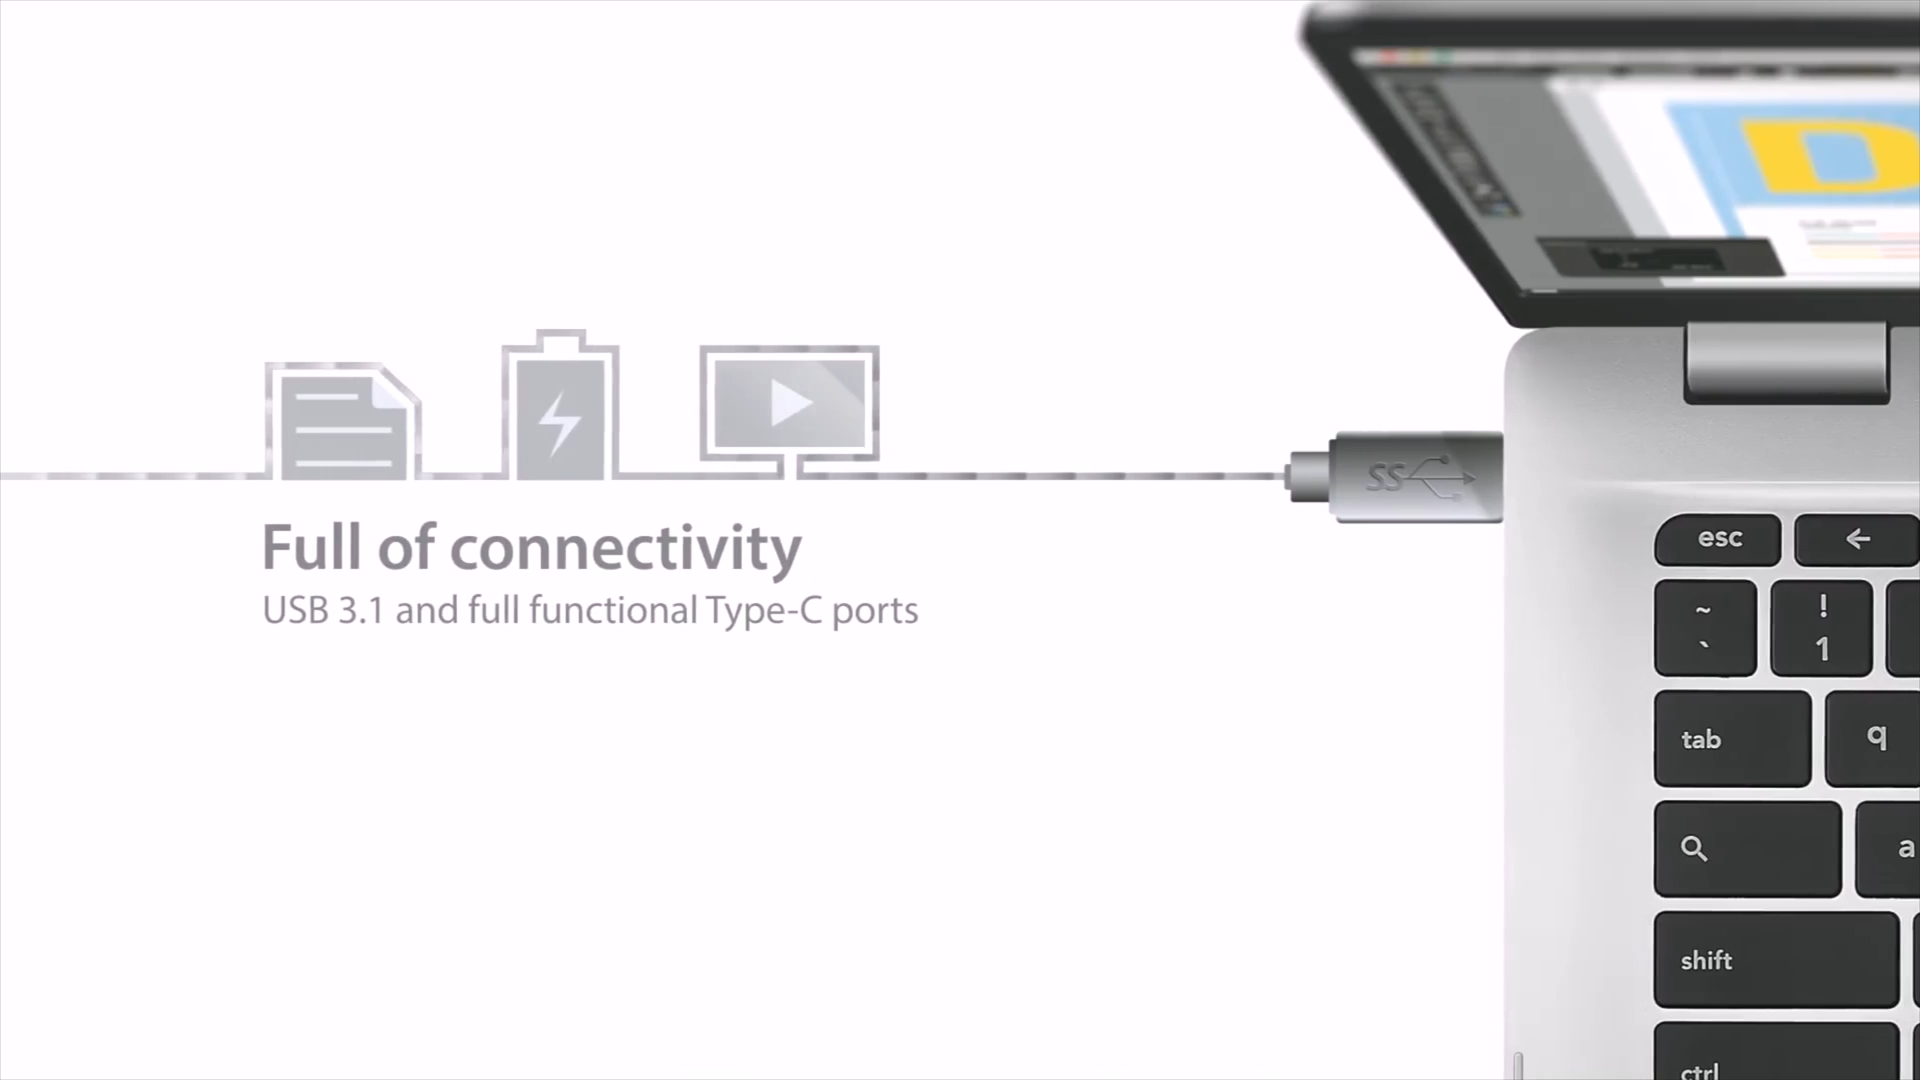 Full of connectivity
USB 3.1 and full functional Type-C ports
SS
esc
~
`
!
1
tab
q
a
shift
ctrl
D